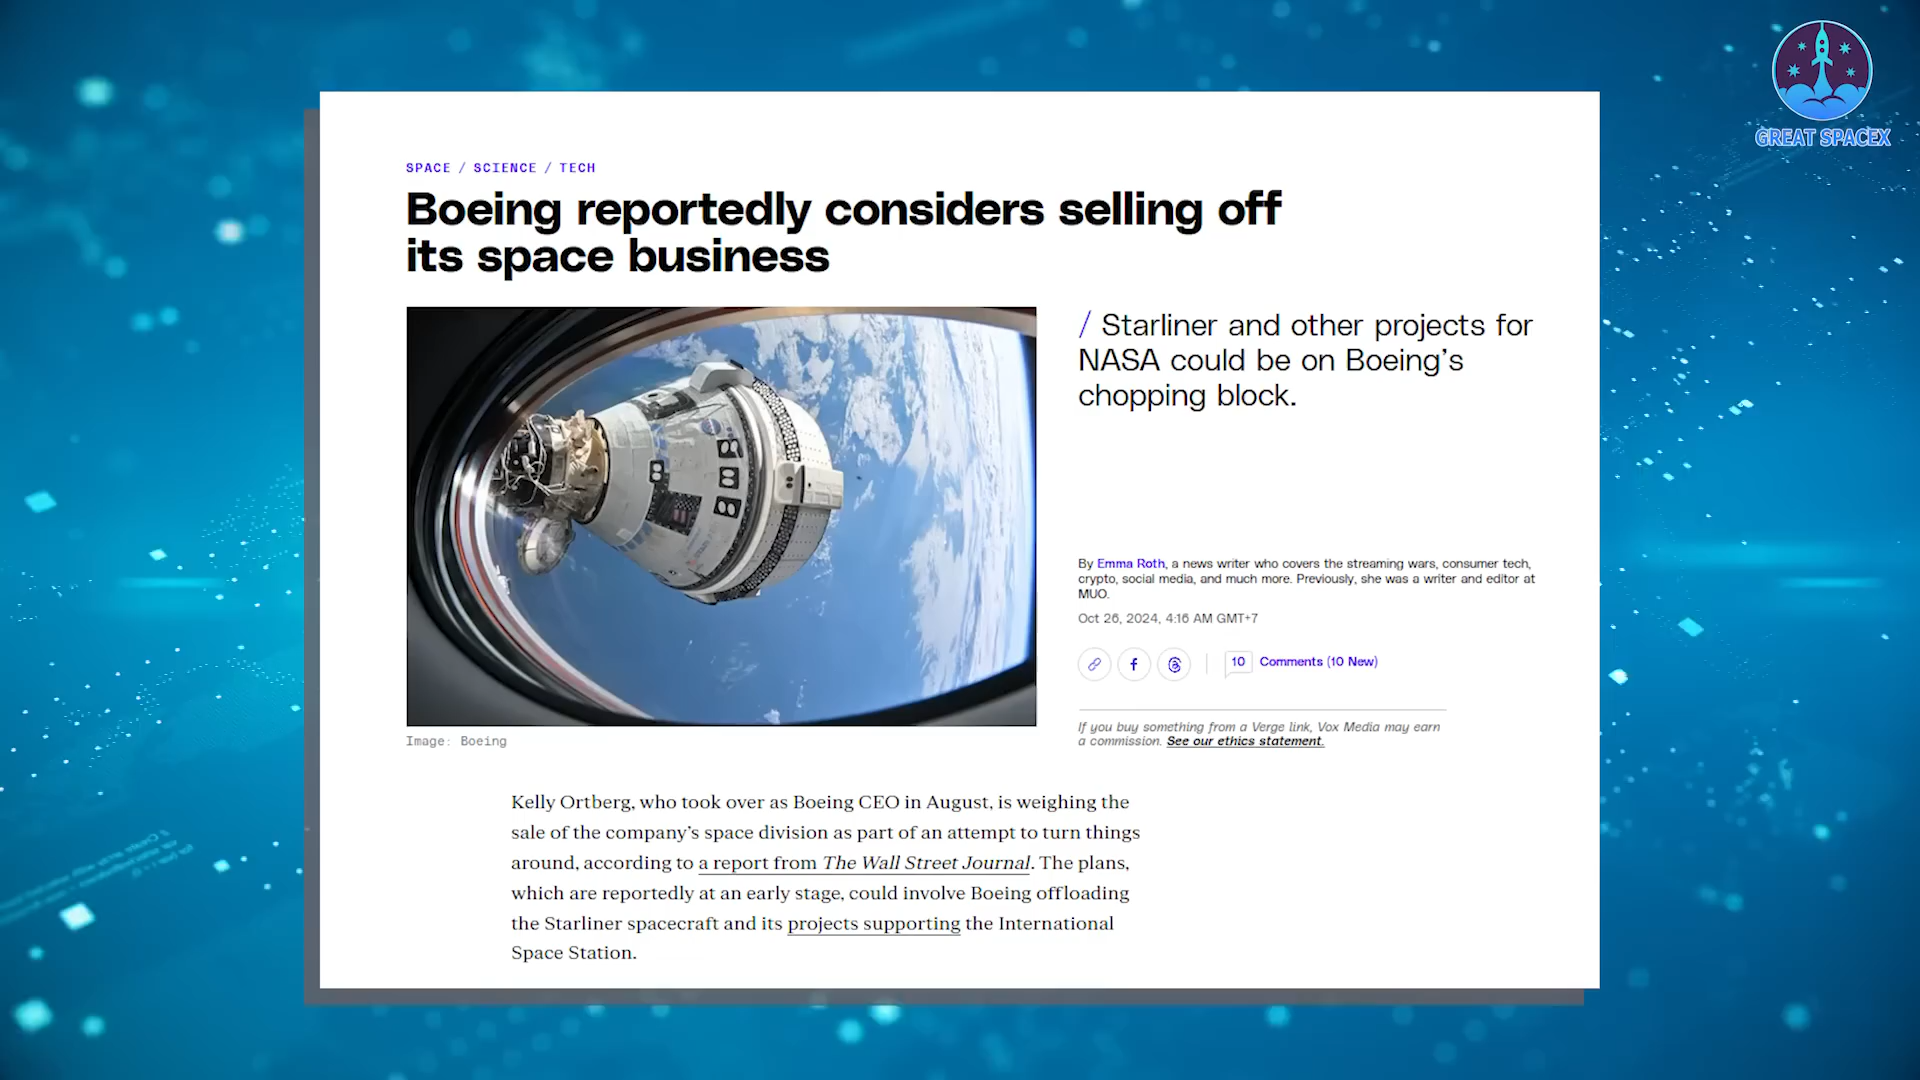 GREAT SPACEX
SPACE / SCIENCE / TECH
Boeing reportedly considers selling off
its space business
/ Starliner and other projects for
NASA could be on Boeing's
chopping block.
By Emma Roth, a news writer who covers the streaming wars, consumer tech,
crypto, social media, and much more. Previously, she was a writer and editor at
MUO.
Oct 26, 2024, 4:16 AM GMT+7
10 Comments (10 New)
If you buy something from a Verge link, Vox Media may earn
a commission. See our ethics statement.
Image: Boeing
Kelly Ortberg, who took over as Boeing CEO in August, is weighing the
sale of the company's space division as part of an attempt to turn things
around, according to a report from The Wall Street Journal. The plans,
which are reportedly at an early stage, could involve Boeing offloading
the Starliner spacecraft and its projects supporting the International
Space Station.